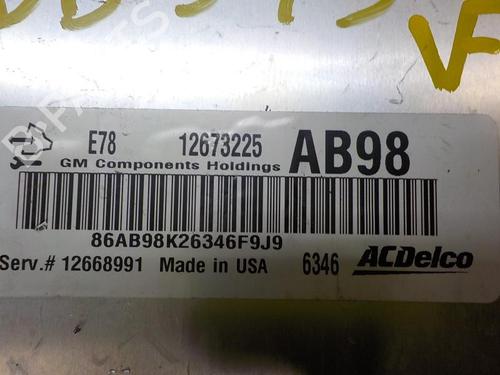 E78 12673225 AB98
GM Components Holdings
86AB98K26346F9J9
Serv.# 12668991 Made in USA 6346 ACDelco